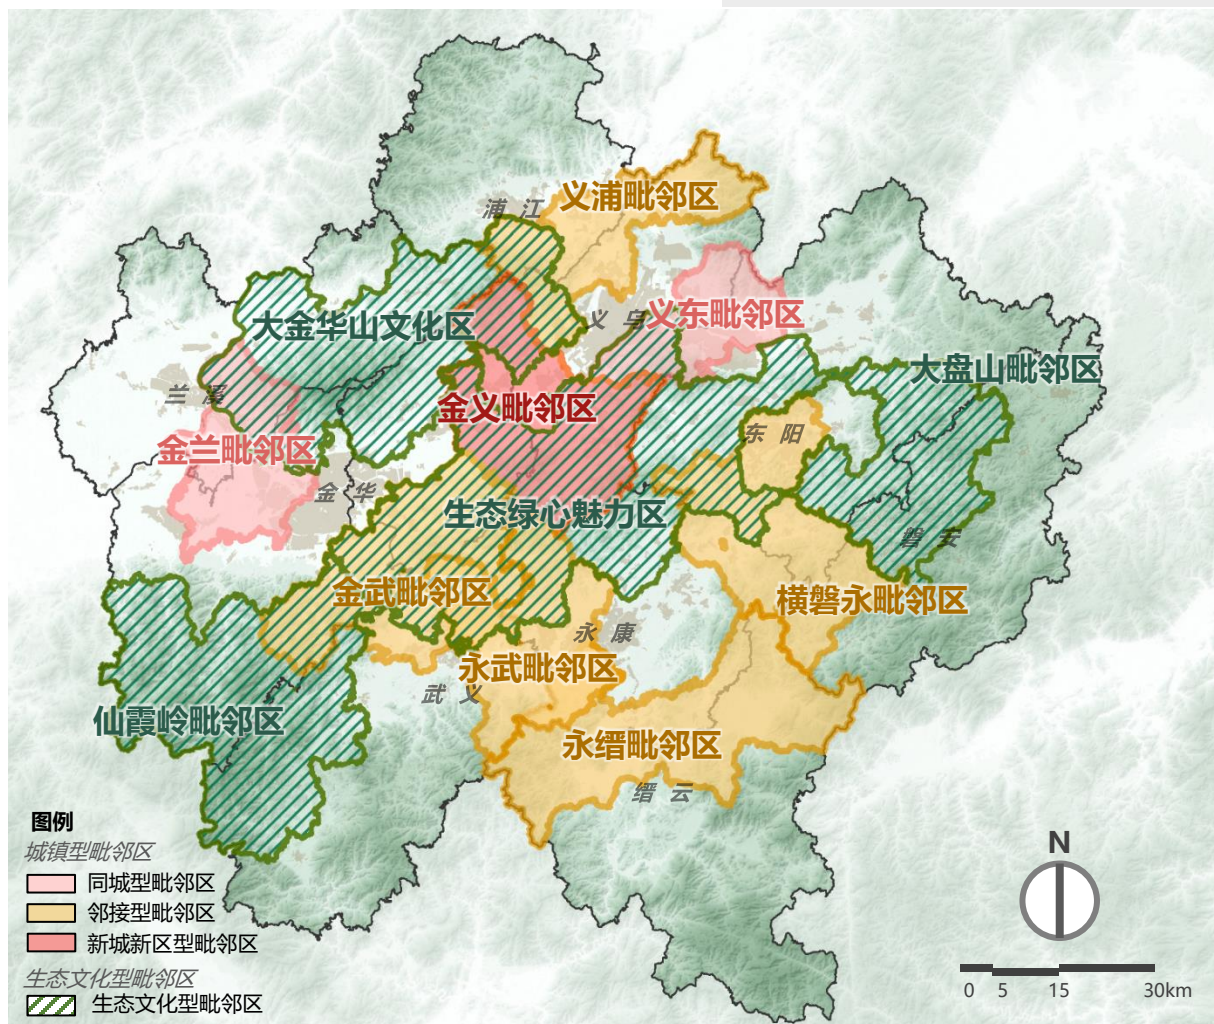 义浦毗邻区
浦 江
义 乌
义东毗邻区
大金华山文化区
大盘山毗邻区
兰 溪
金义毗邻区
东 阳
金兰毗邻区
金 华
生态绿心魅力区
磐 安
金武毗邻区
横磐永毗邻区
永 康
永武毗邻区
武 义
仙霞岭毗邻区
永缙毗邻区
缙 云
图例
城镇型毗邻区
同城型毗邻区
邻接型毗邻区
新城新区型毗邻区
生态文化型毗邻区
生态文化型毗邻区
N
0 5 15 30km